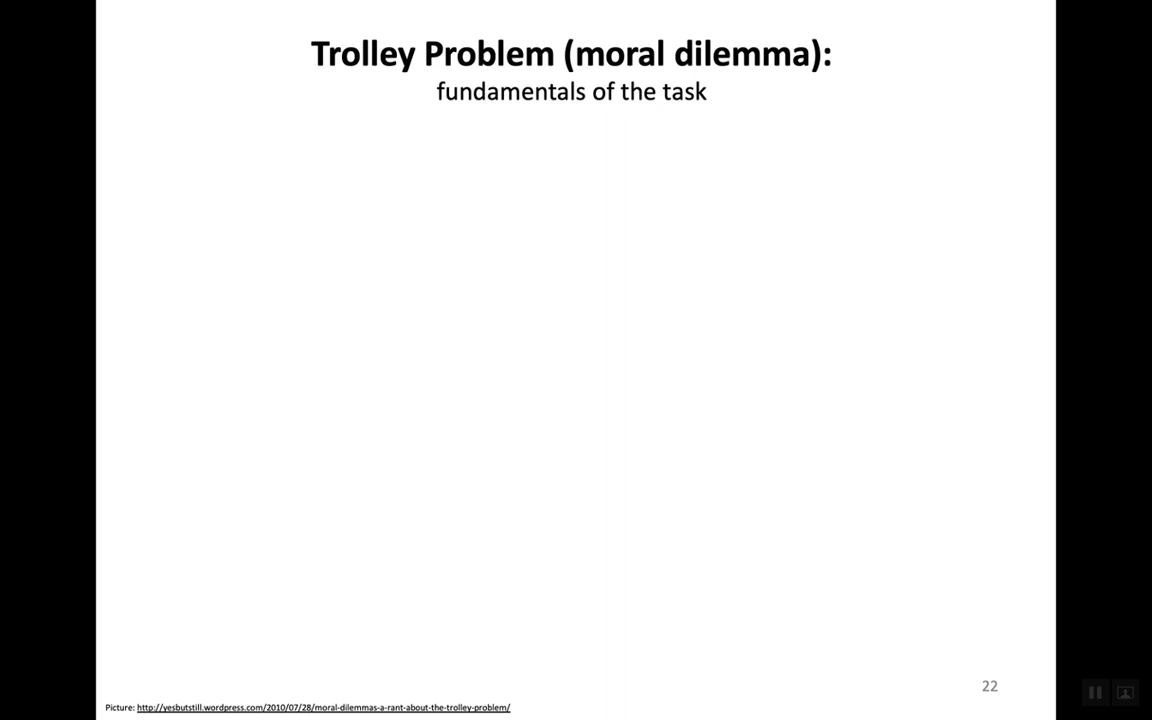 Trolley Problem (moral dilemma):
fundamentals of the task
22
Picture: http://yesbutstill.wordpress.com/2010/07/28/moral-dilemmas-a-rant-about-the-trolley-problem/